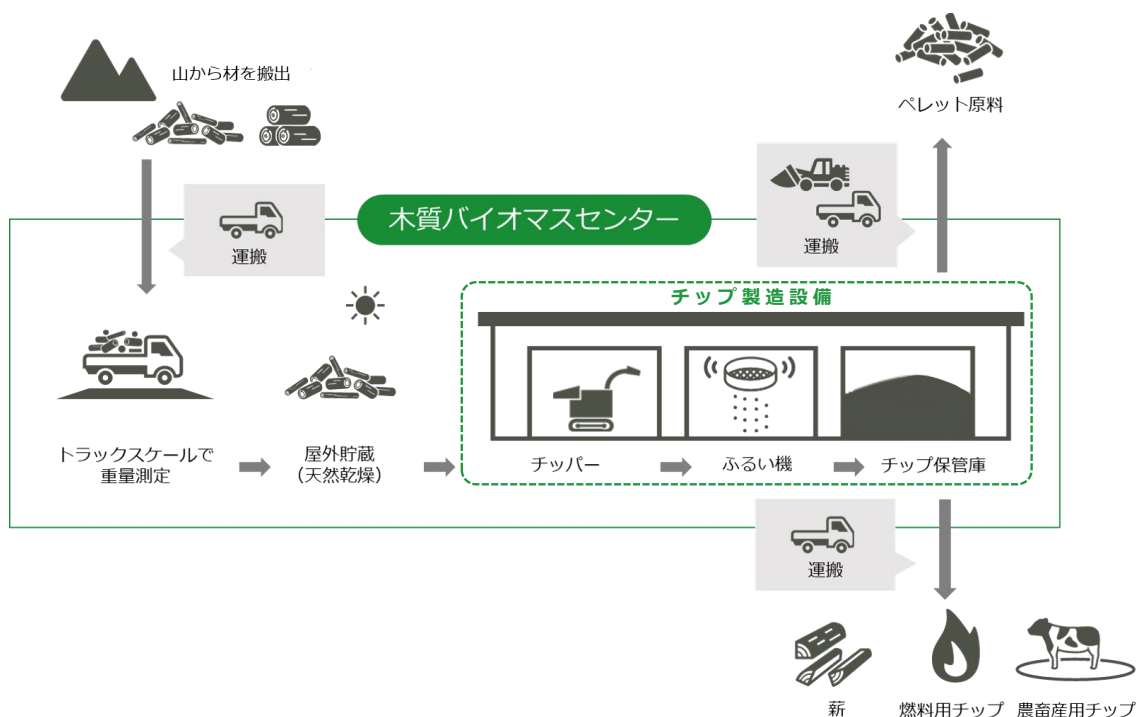 山から材を搬出
ペレット原料
木質バイオマスセンター
運搬
運搬
チップ製造設備
トラックスケールで
重量測定
屋外貯蔵
(天然乾燥)
チッパー
ふるい機
チップ保管庫
運搬
薪
燃料用チップ
農畜産用チップ